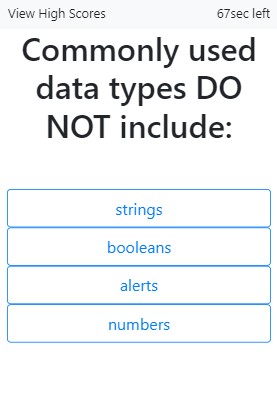 View High Scores 67sec left
Commonly used
data types DO
NOT include:
strings
booleans
alerts
numbers